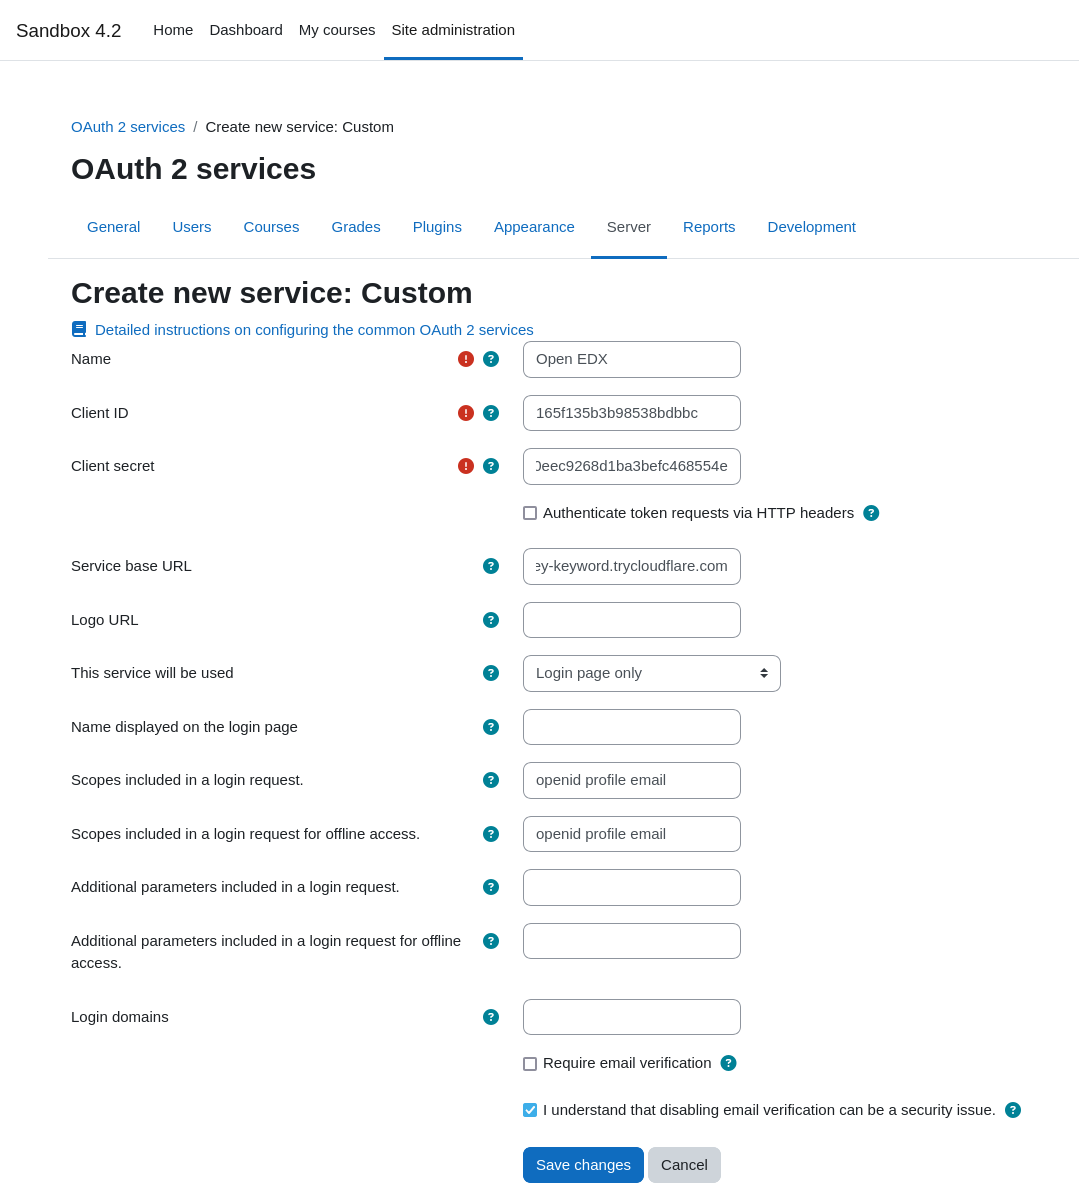 Sandbox 4.2 Home Dashboard My courses Site administration
OAuth 2 services / Create new service: Custom
OAuth 2 services
General Users Courses Grades Plugins Appearance Server Reports Development
Create new service: Custom
Detailed instructions on configuring the common OAuth 2 services
Name Open EDX
Client ID 165f135b3b98538bdbbc
Client secret 0eec9268d1ba3befc468554e
Authenticate token requests via HTTP headers
Service base URL ey-keyword.trycloudflare.com
Logo URL
This service will be used Login page only
Name displayed on the login page
Scopes included in a login request. openid profile email
Scopes included in a login request for offline access. openid profile email
Additional parameters included in a login request.
Additional parameters included in a login request for offline
access.
Login domains
Require email verification
I understand that disabling email verification can be a security issue.
Save changes Cancel